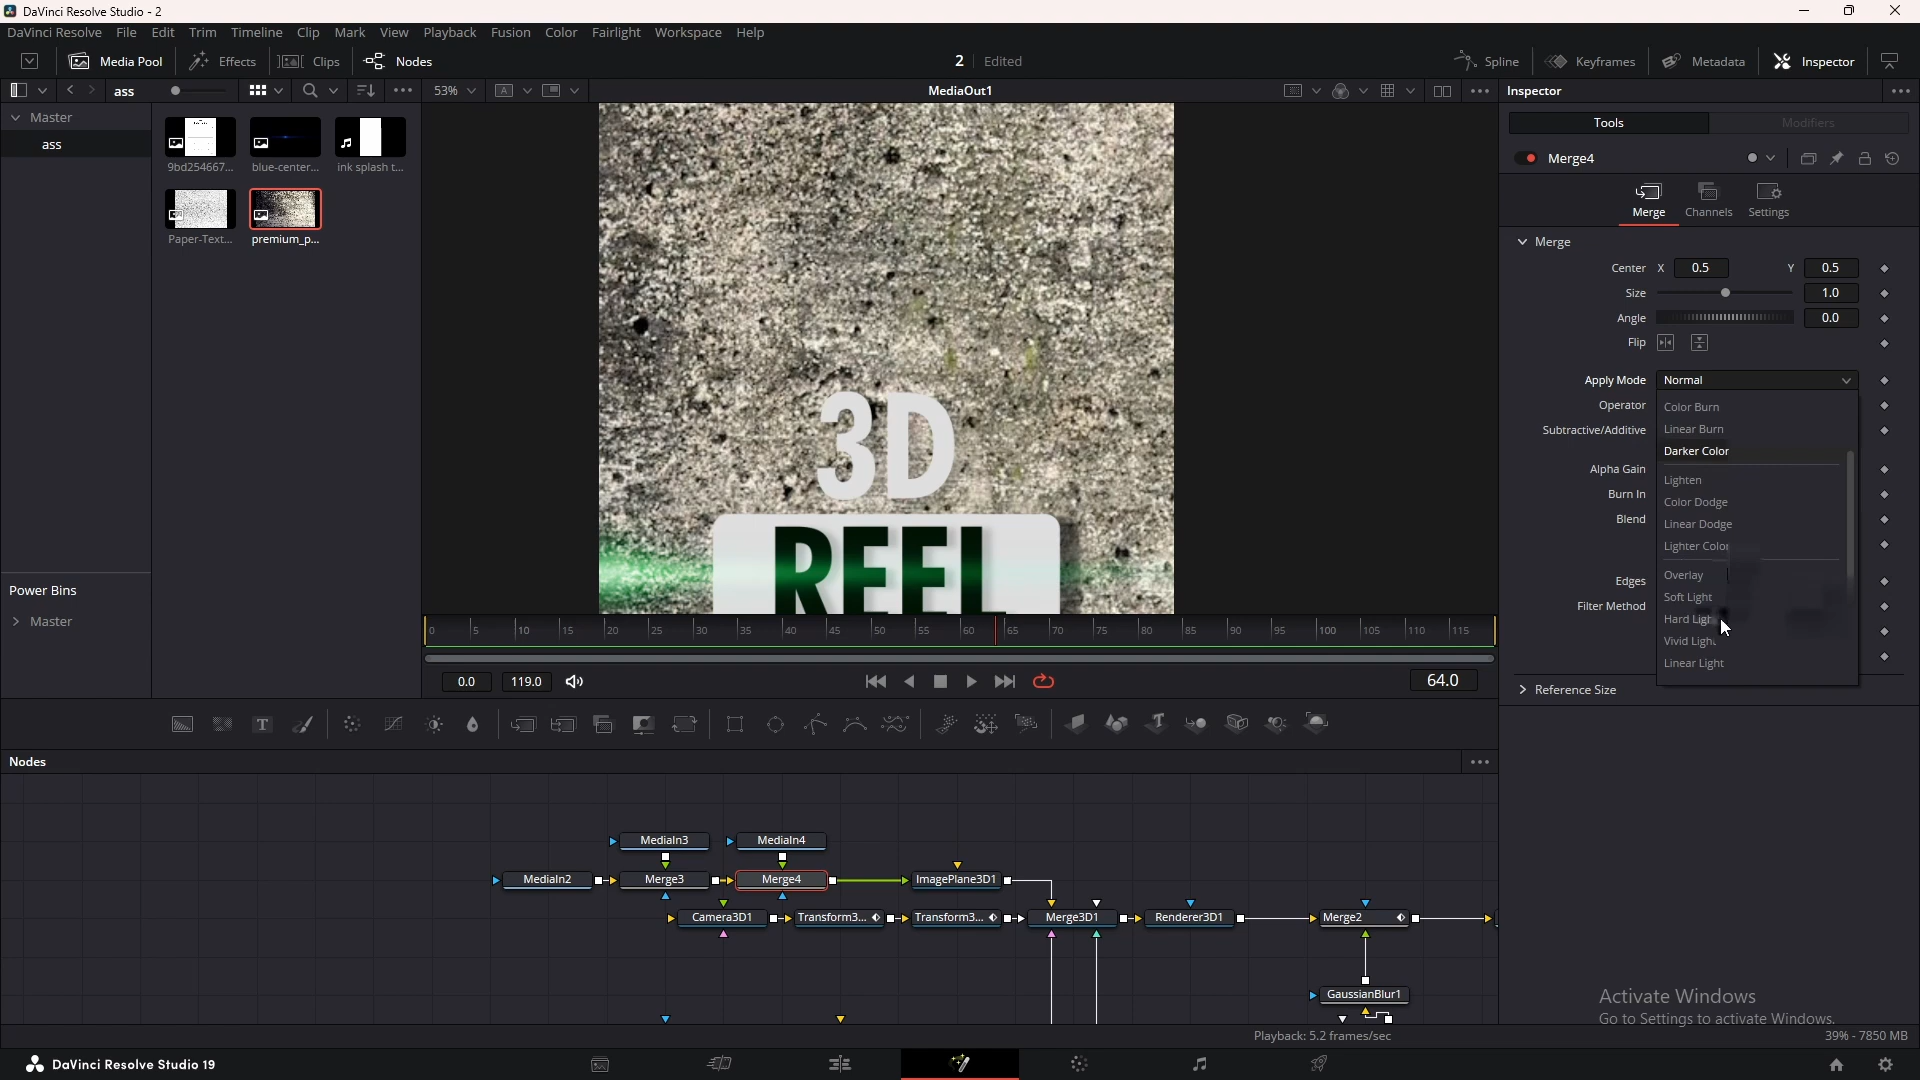 DaVinci Resolve Studio - 2
DaVinci Resolve File Edit Trim Timeline Clip Mark View Playback Fusion Color Fairlight Workspace Help
Media Pool Effects Clips Nodes 2 Edited Spline Keyframes Metadata Inspector
ass 53% MediaOut1 Inspector
Master
ass
9bd254667... blue-center... ink splash t...
Paper-Text... premium_p...
Power Bins
Master
3D
REEL
0 5 10 15 20 25 30 35 40 45 50 55 60 65 70 75 80 85 90 95 100 105 110 115
0.0 119.0 64.0
Tools Modifiers
Merge4
Merge Channels Settings
Merge
Center X 0.5 Y 0.5
Size 1.0
Angle 0.0
Flip
Apply Mode Normal
Operator
Subtractive/Additive
Alpha Gain
Burn In
Blend
Edges
Filter Method
Color Burn
Linear Burn
Darker Color
Lighten
Color Dodge
Linear Dodge
Lighter Color
Overlay
Soft Light
Hard Light
Vivid Light
Linear Light
Reference Size
Nodes
MediaIn3 MediaIn4
MediaIn2 Merge3 Merge4 ImagePlane3D1
Camera3D1 Transform3... Transform3... Merge3D1 Renderer3D1 Merge2
GaussianBlur1
Activate Windows
Go to Settings to activate Windows.
Playback: 5.2 frames/sec 39% - 7850 MB
DaVinci Resolve Studio 19